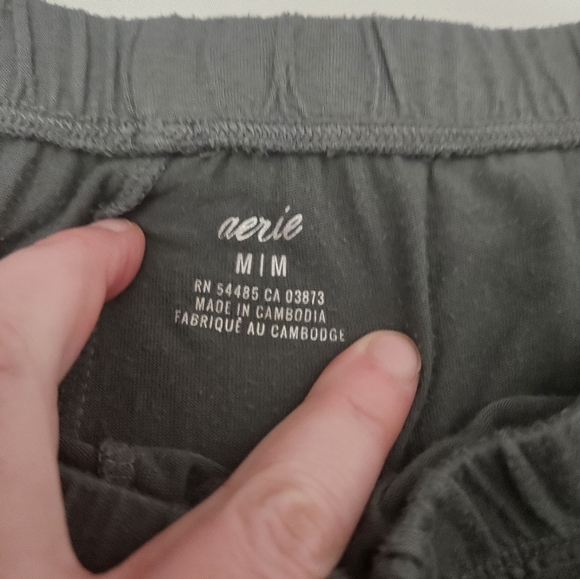 aerie
M|M
RN 54485 CA 03873
MADE IN CAMBODIA
FABRIQUÉ AU CAMBODGE